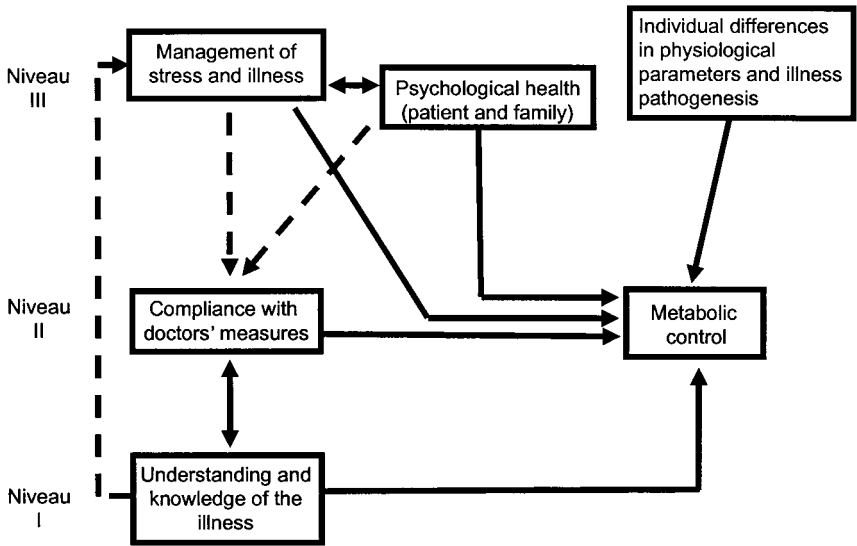 Niveau
III
Management of
stress and illness
Psychological health
(patient and family)
Individual differences
in physiological
parameters and illness
pathogenesis
Niveau
II
Compliance with
doctors’ measures
Metabolic
control
Niveau
I
Understanding and
knowledge of the
illness